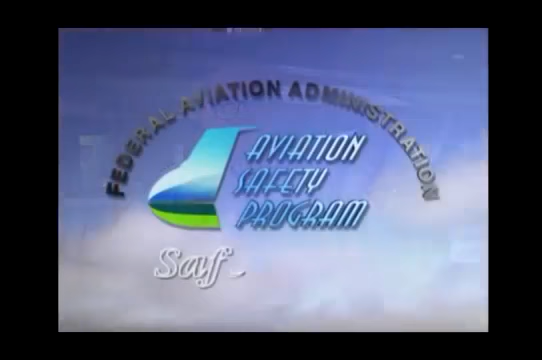 FEDERAL AVIATION ADMINISTRATION
AVIATION
SAFETY
PROGRAM
Saf